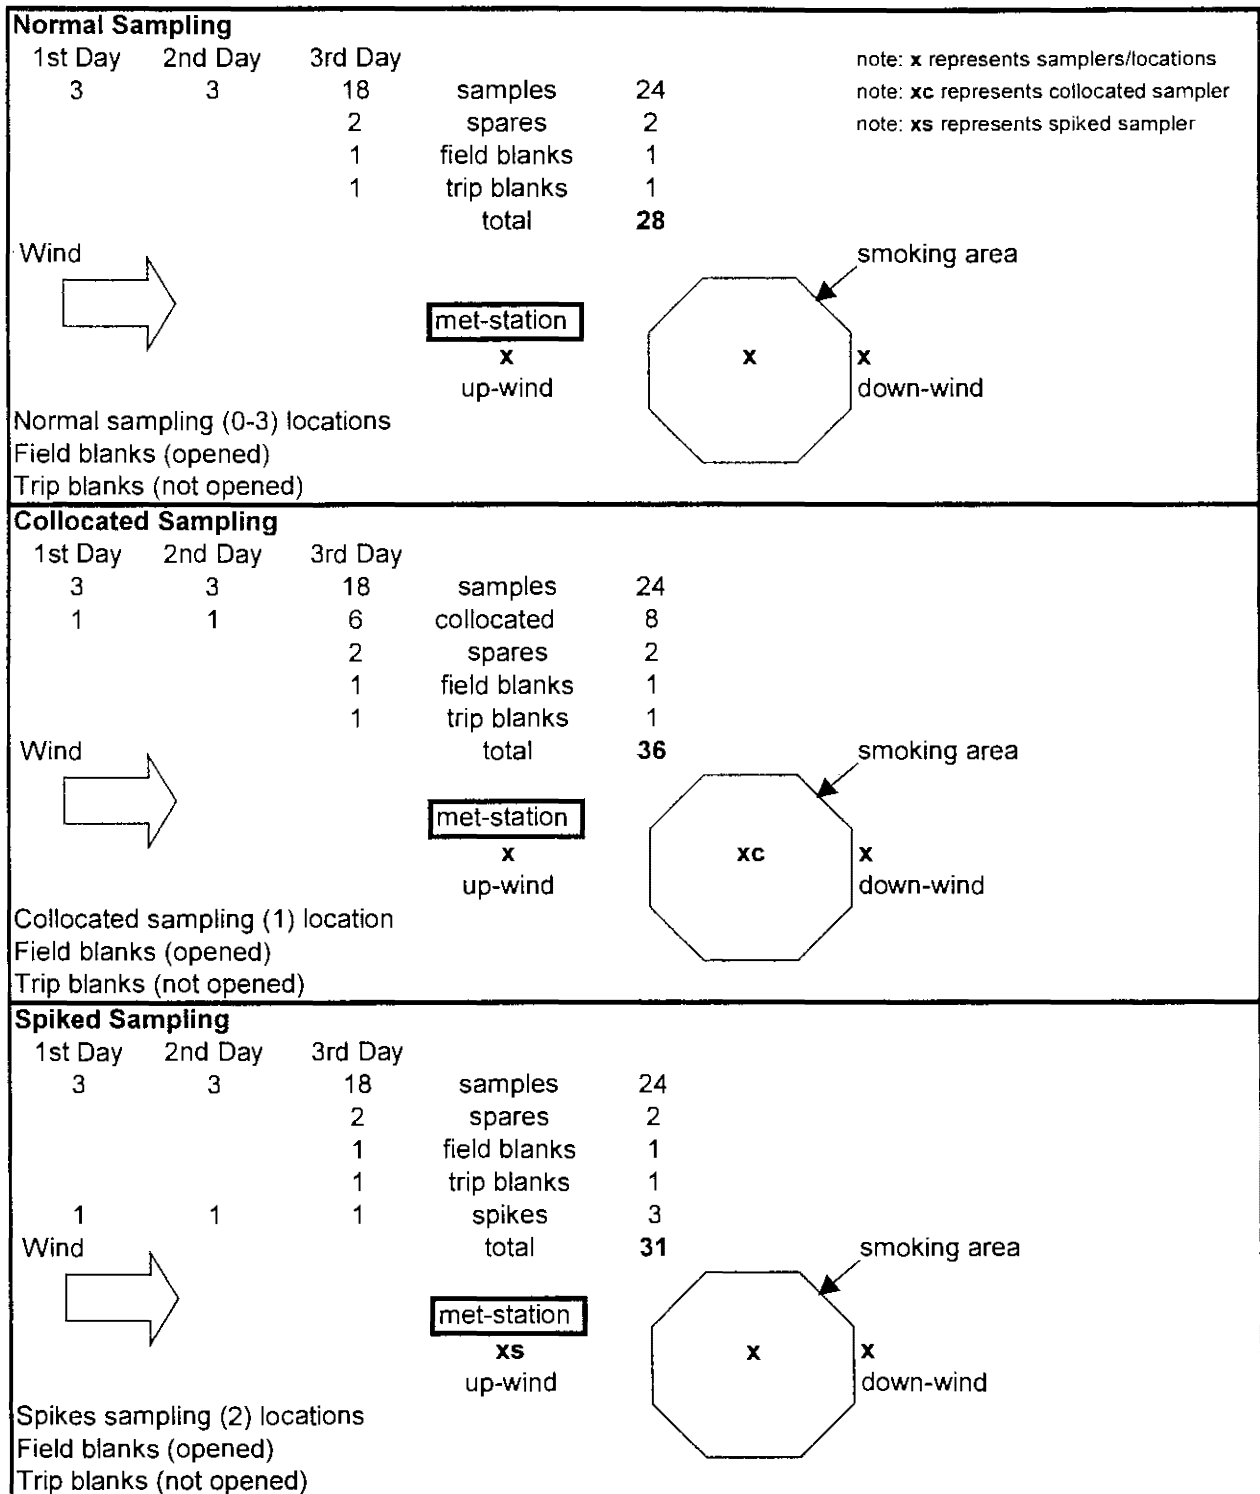 Normal Sampling
1st Day 2nd Day 3rd Day
note: x represents samplers/locations
3 3 18 samples 24
note: xc represents collocated sampler
2 spares 2
note: xs represents spiked sampler
1 field blanks 1
1 trip blanks 1
total 28
Wind
smoking area
met-station
x x x
up-wind down-wind
Normal sampling (0-3) locations
Field blanks (opened)
Trip blanks (not opened)
Collocated Sampling
1st Day 2nd Day 3rd Day
3 3 18 samples 24
1 1 6 collocated 8
2 spares 2
1 field blanks 1
1 trip blanks 1
Wind total 36 smoking area
met-station
x xc x
up-wind down-wind
Collocated sampling (1) location
Field blanks (opened)
Trip blanks (not opened)
Spiked Sampling
1st Day 2nd Day 3rd Day
3 3 18 samples 24
2 spares 2
1 field blanks 1
1 trip blanks 1
1 1 1 spikes 3
Wind total 31 smoking area
met-station
xs x x
up-wind down-wind
Spikes sampling (2) locations
Field blanks (opened)
Trip blanks (not opened)